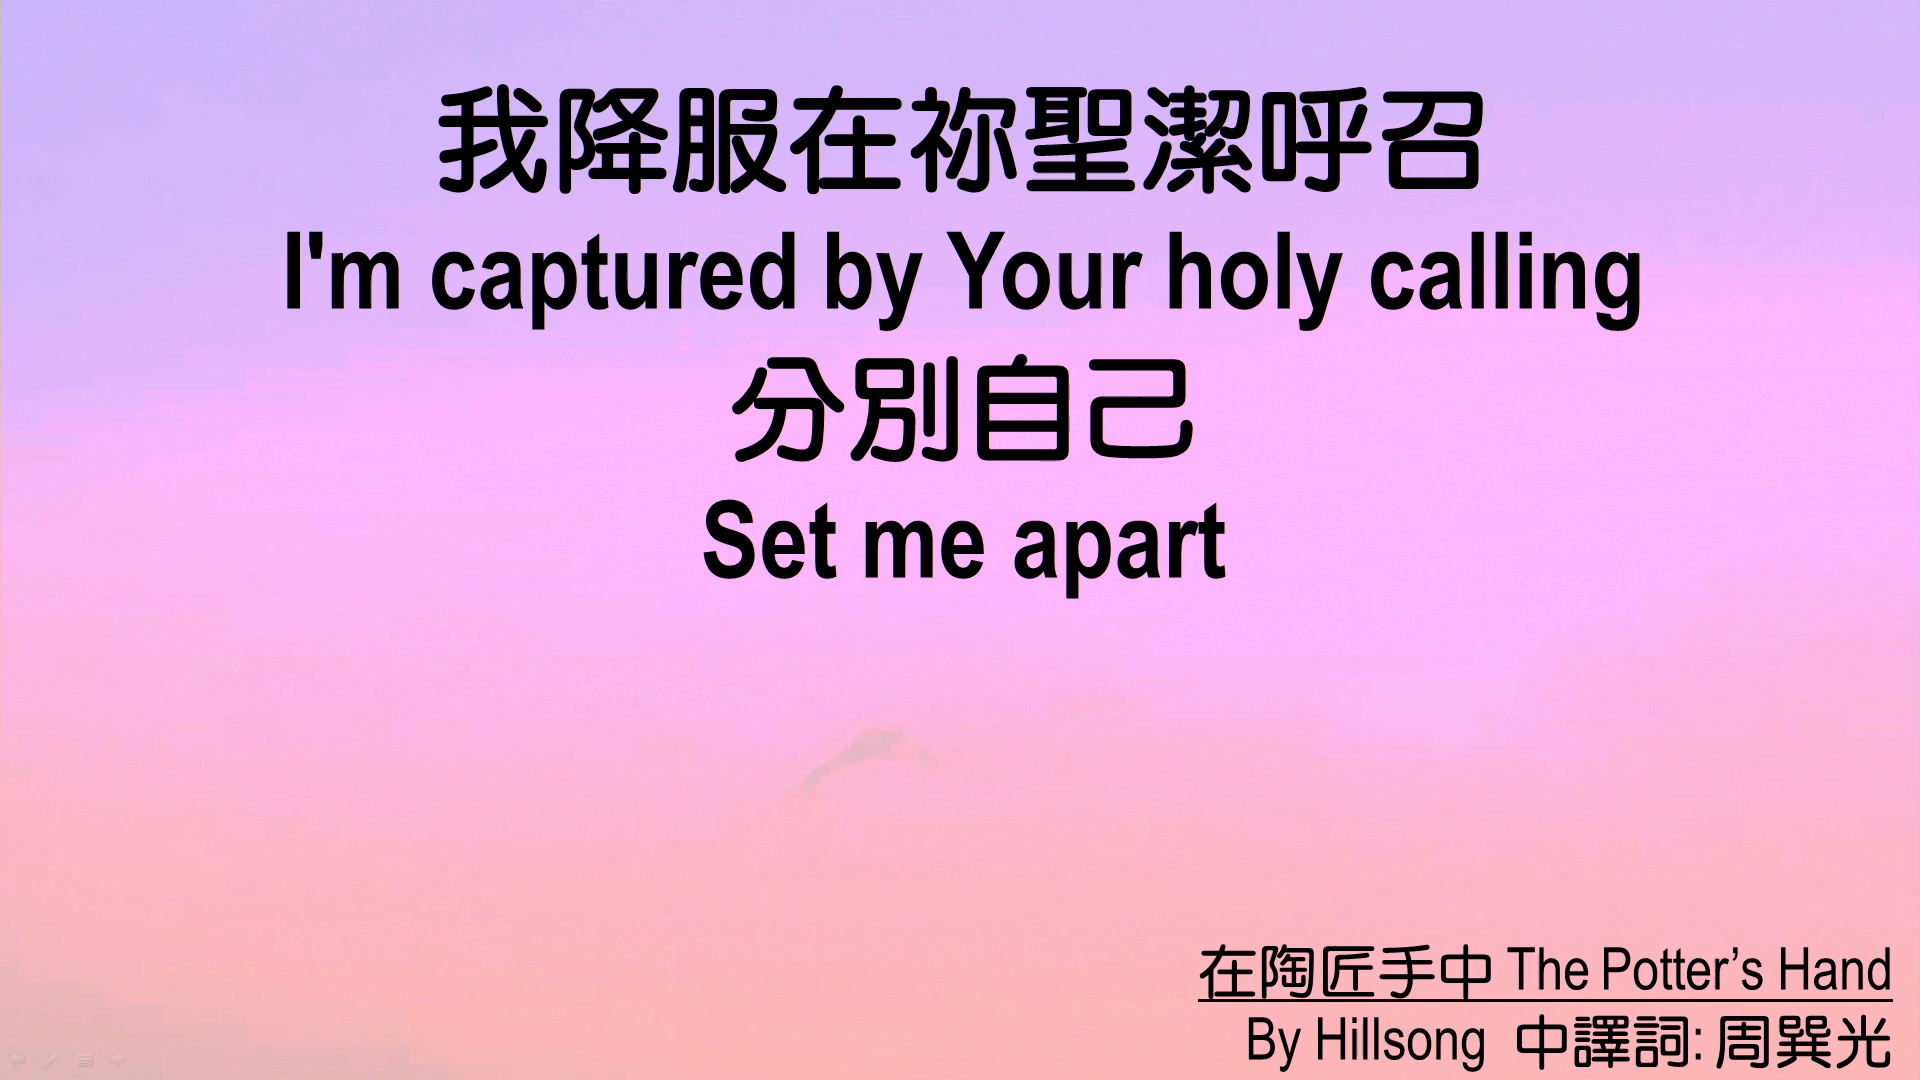 我降服在祢聖潔呼召
I'm captured by Your holy calling
分別自己
Set me apart
在陶匠手中 The Potter’s Hand
By Hillsong 中譯詞: 周巽光